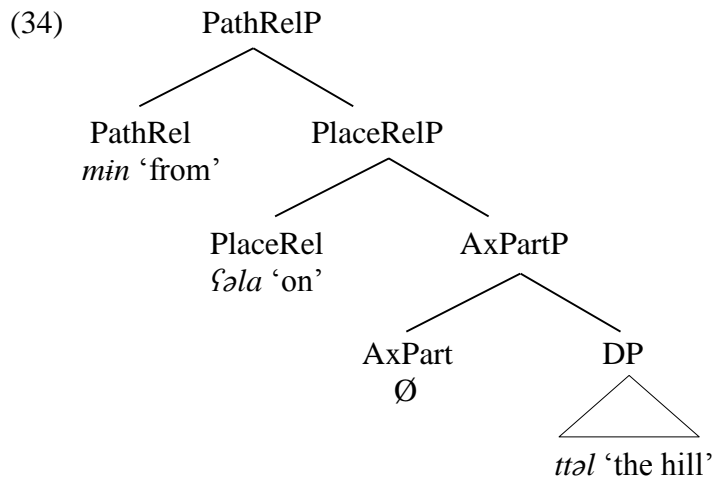 (34) PathRelP
PathRel PlaceRelP
mɨn ‘from’
PlaceRel AxPartP
ʕəla ‘on’
AxPart DP
Ø
ttəl ‘the hill’